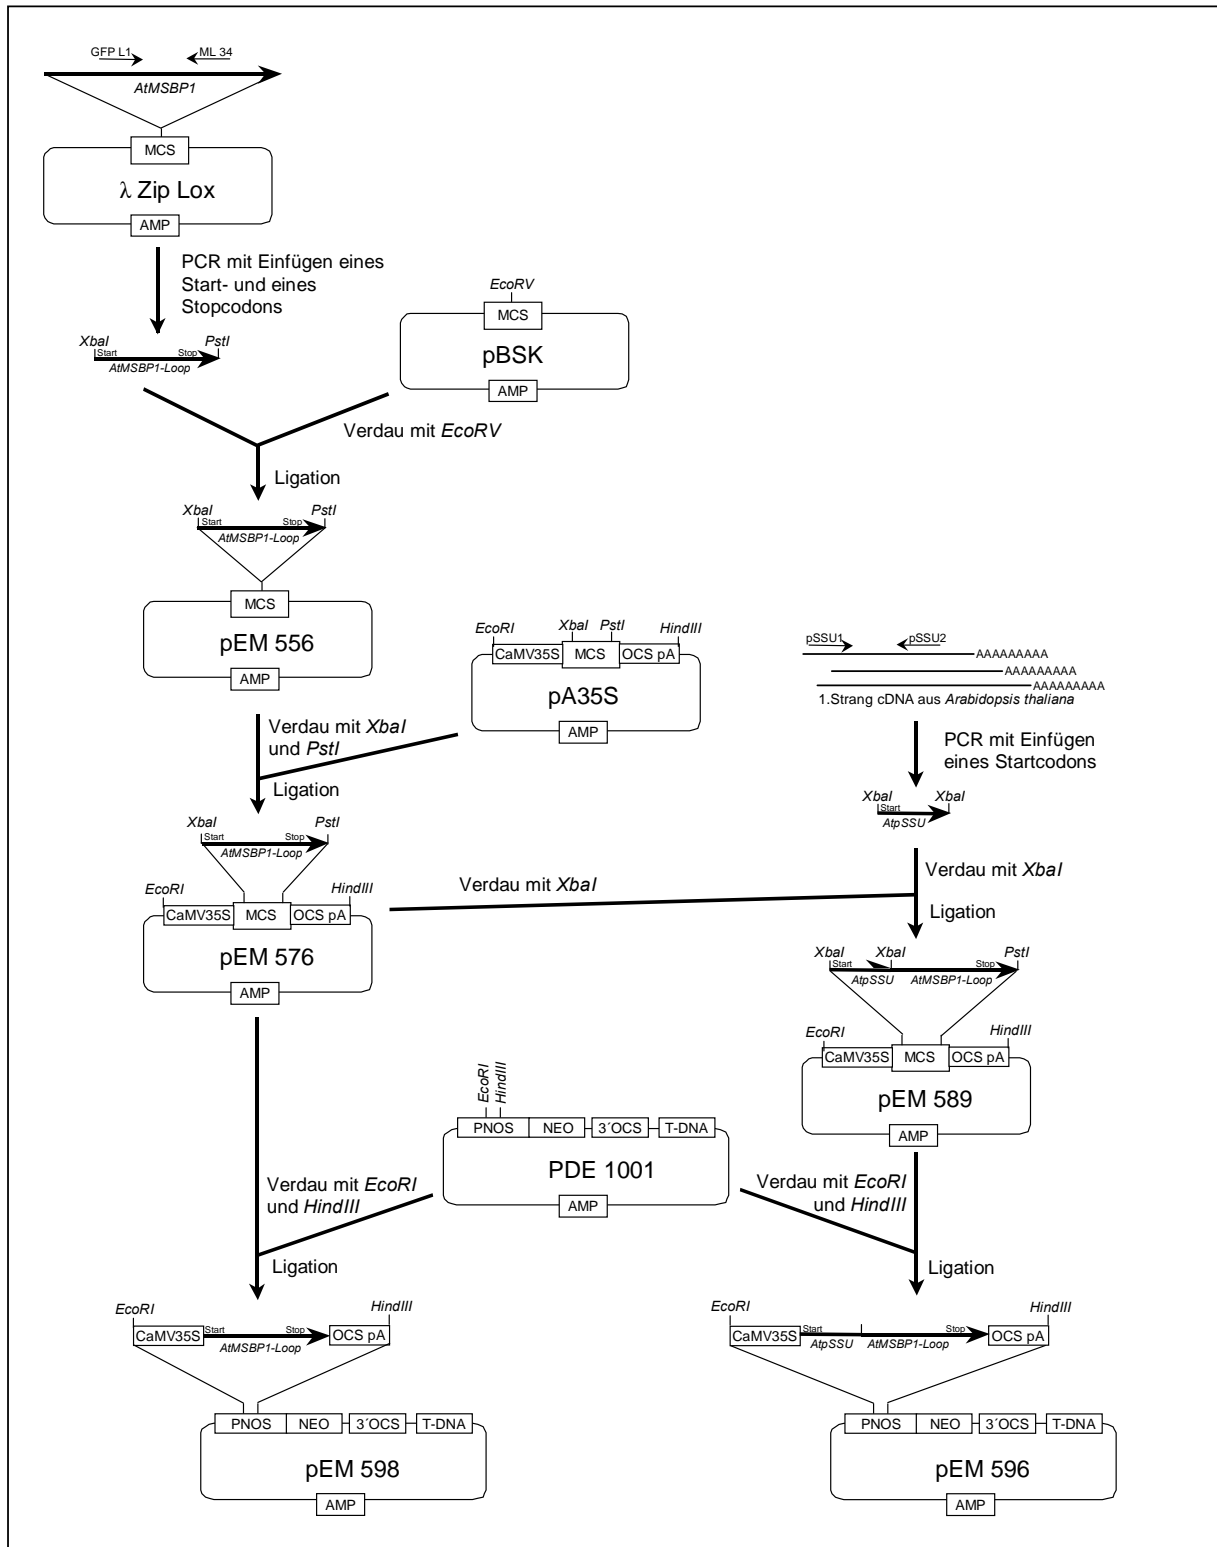 GFP L1 ML 34
AtMSBP1
MCS
λ Zip Lox
AMP
PCR mit Einfügen eines
Start- und eines
Stopcodons
EcoRV
MCS
pBSK
AMP
XbaI PstI
Start Stop
AtMSBP1-Loop
Verdau mit EcoRV
Ligation
XbaI PstI
Start Stop
AtMSBP1-Loop
MCS
pEM 556
AMP
EcoRI XbaI PstI HindIII
CaMV35S MCS OCS pA
pA35S
AMP
pSSU1 pSSU2
AAAAAAAAA
AAAAAAAAA
AAAAAAAAA
1.Strang cDNA aus Arabidopsis thaliana
Verdau mit XbaI
und PstI
Ligation
PCR mit Einfügen
eines Startcodons
XbaI XbaI
Start
AtpSSU
XbaI PstI
Start Stop
AtMSBP1-Loop
EcoRI HindIII
CaMV35S MCS OCS pA
pEM 576
AMP
Verdau mit XbaI
Verdau mit XbaI
Ligation
XbaI XbaI PstI
Start Stop
AtpSSU AtMSBP1-Loop
EcoRI HindIII
CaMV35S MCS OCS pA
pEM 589
AMP
EcoRI
HindIII
PNOS NEO 3´OCS T-DNA
PDE 1001
AMP
Verdau mit EcoRI
und HindIII
Verdau mit EcoRI
und HindIII
Ligation
Ligation
EcoRI HindIII
CaMV35S Start Stop OCS pA
AtMSBP1-Loop
PNOS NEO 3´OCS T-DNA
pEM 598
AMP
EcoRI HindIII
CaMV35S Start Stop OCS pA
AtpSSU AtMSBP1-Loop
PNOS NEO 3´OCS T-DNA
pEM 596
AMP